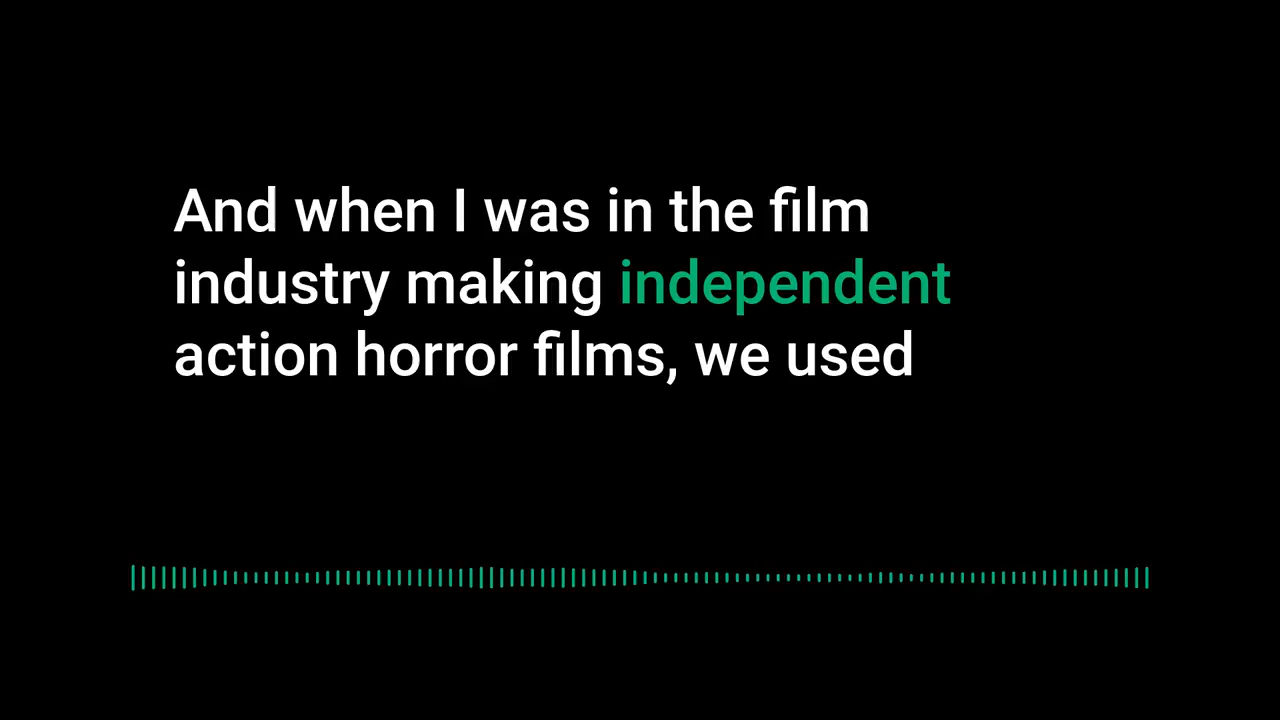 And when I was in the film
industry making independent
action horror films, we used